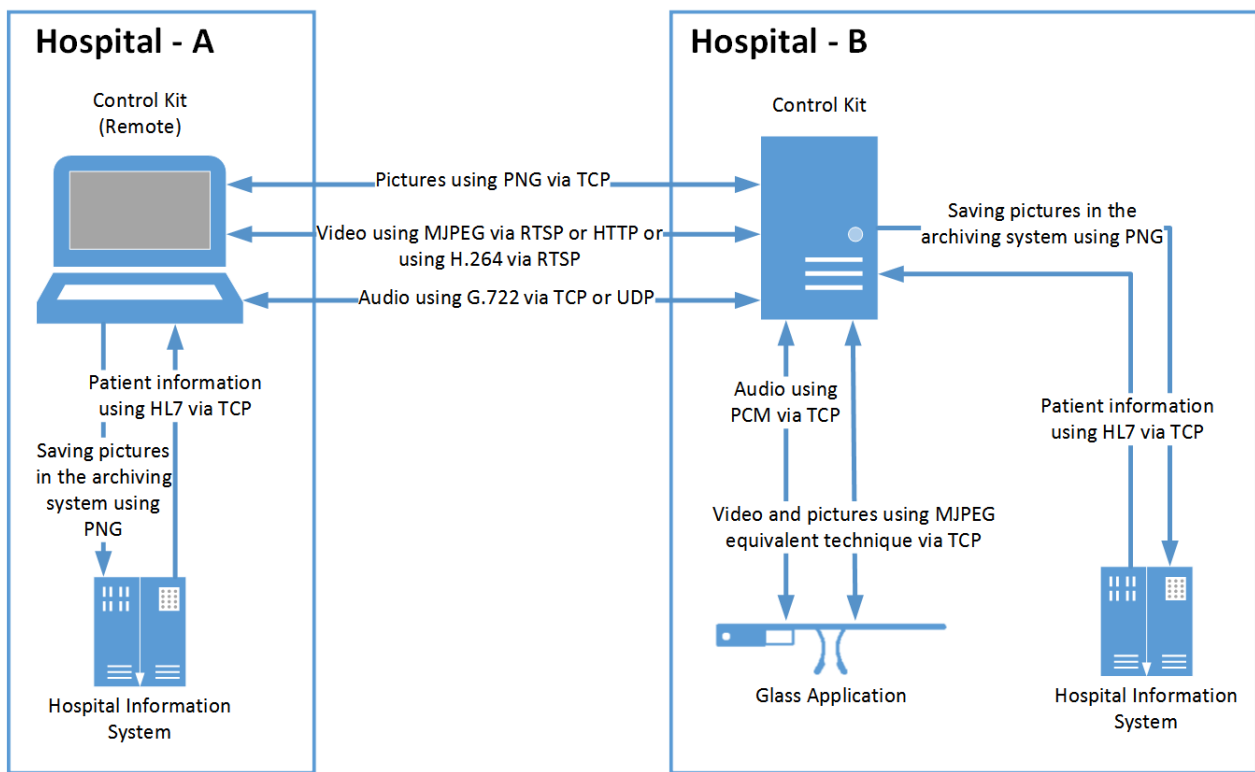 Hospital - A
Control Kit
(Remote)
Patient information
using HL7 via TCP
Saving pictures
in the archiving
system using
PNG
Hospital Information
System
Pictures using PNG via TCP
Video using MJPEG via RTSP or HTTP or
using H.264 via RTSP
Audio using G.722 via TCP or UDP
Hospital - B
Control Kit
Saving pictures in the
archiving system using PNG
Audio using
PCM via TCP
Patient information
using HL7 via TCP
Video and pictures using MJPEG
equivalent technique via TCP
Glass Application
Hospital Information
System